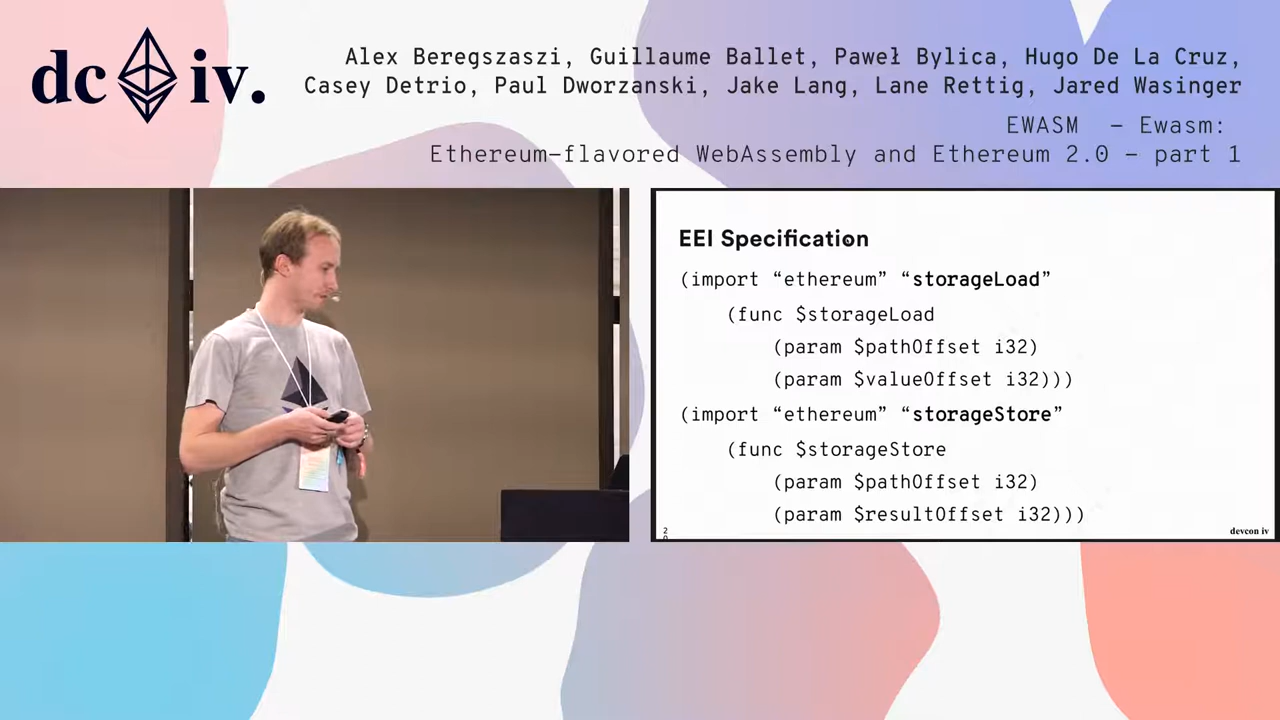 dc iv.
Alex Beregszaszi, Guillaume Ballet, Paweł Bylica, Hugo De La Cruz,
Casey Detrio, Paul Dworzanski, Jake Lang, Lane Rettig, Jared Wasinger
EWASM - Ewasm:
Ethereum-flavored WebAssembly and Ethereum 2.0 - part 1
EEI Specification
(import “ethereum” “storageLoad”
(func $storageLoad
(param $pathOffset i32)
(param $valueOffset i32)))
(import “ethereum” “storageStore”
(func $storageStore
(param $pathOffset i32)
(param $resultOffset i32)))
2
0
devcon iv